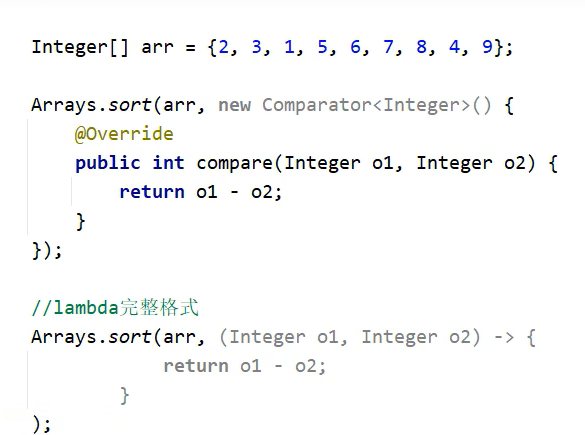 Integer[] arr = {2, 3, 1, 5, 6, 7, 8, 4, 9};
Arrays.sort(arr, new Comparator<Integer>() {
@Override
public int compare(Integer o1, Integer o2) {
return o1 - o2;
}
});
//lambda完整格式
Arrays.sort(arr, (Integer o1, Integer o2) -> {
return o1 - o2;
}
);